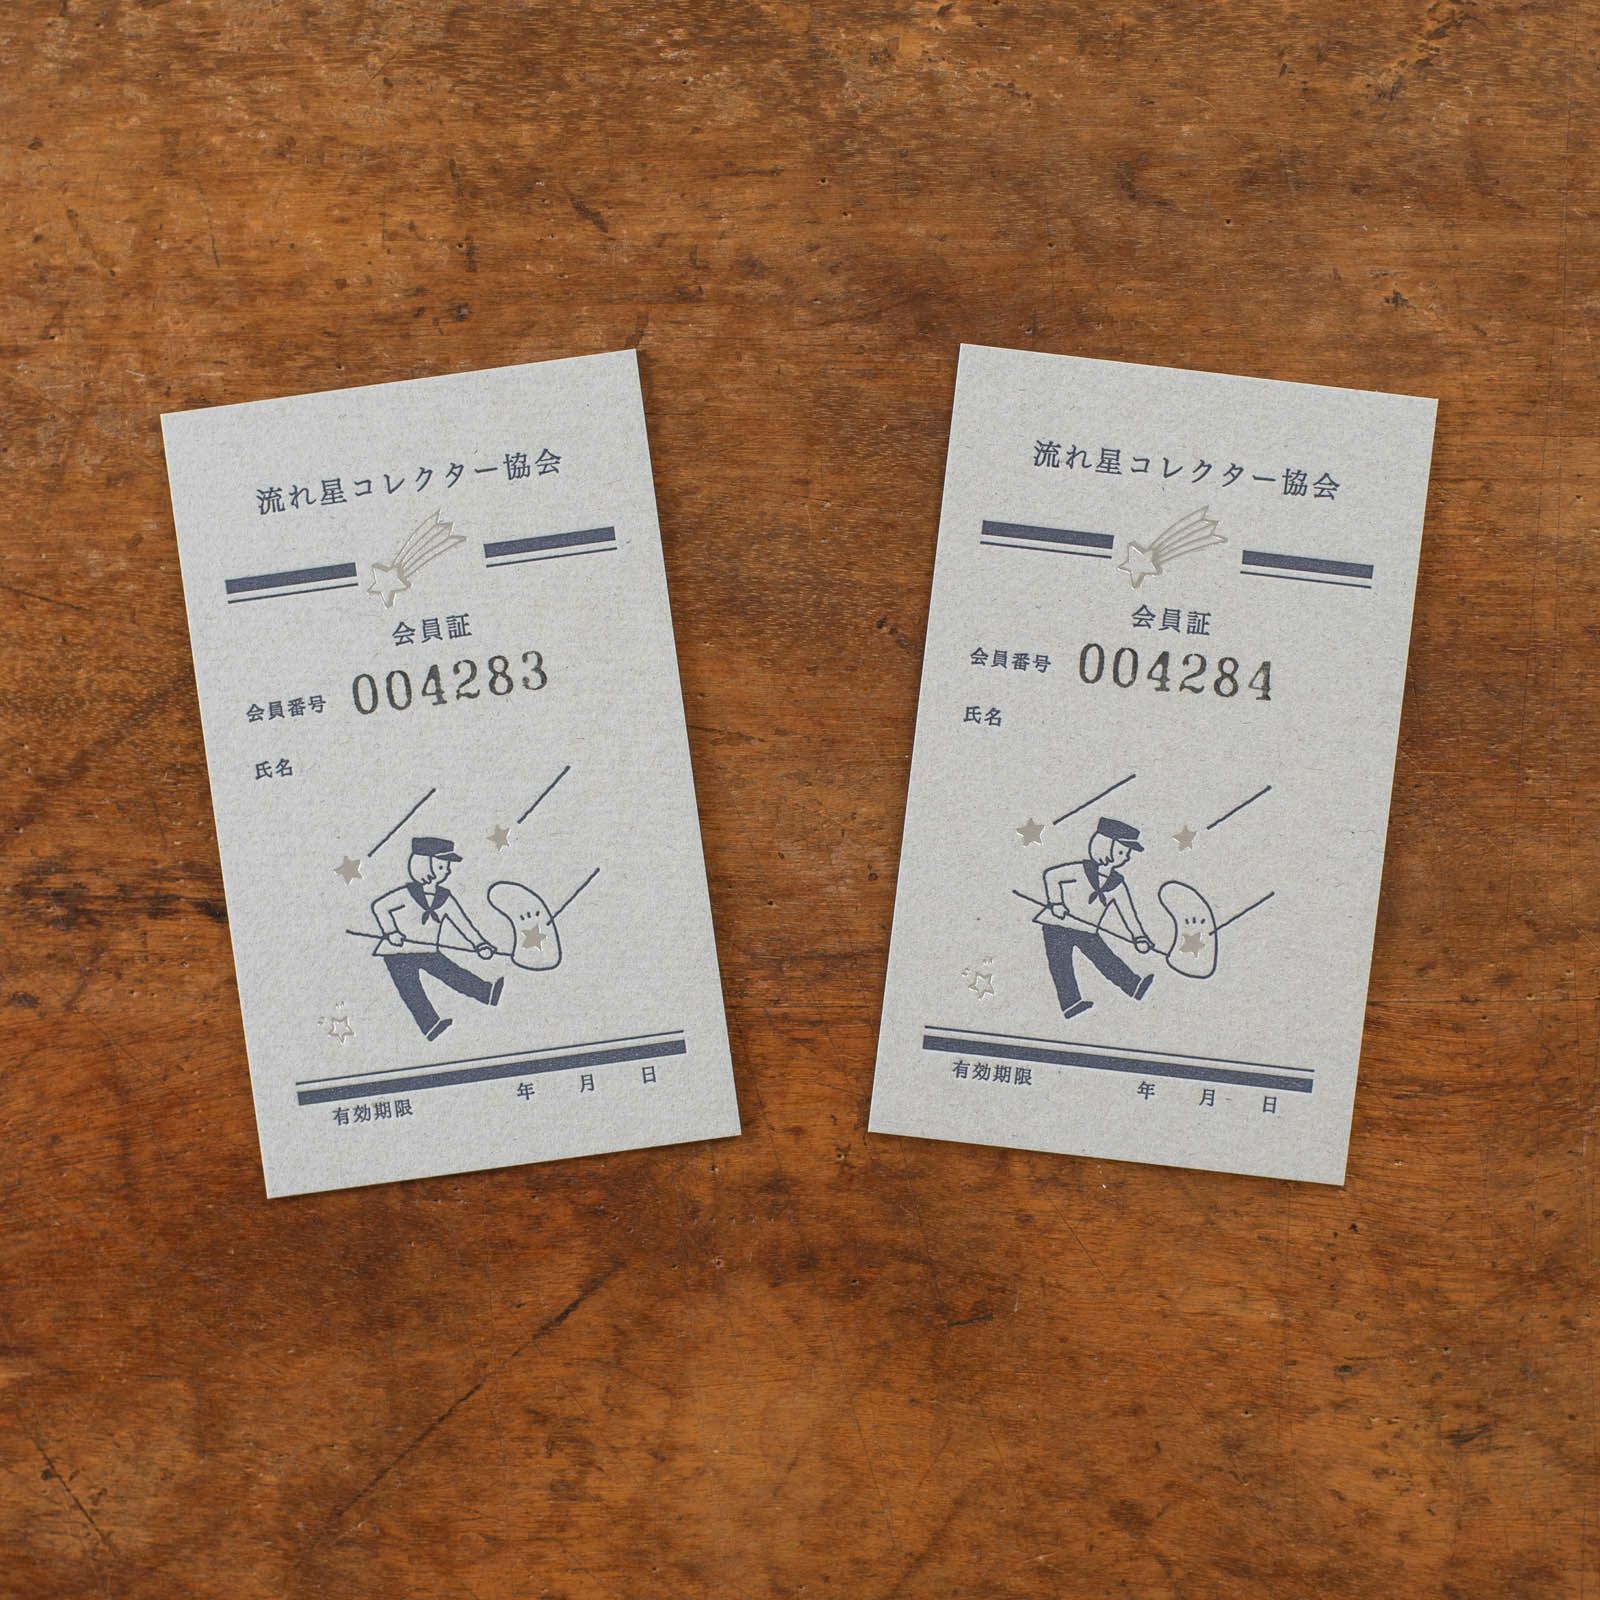 流れ星コレクター協会
会員証
会員番号 004283
氏名
有効期限 年 月 日
流れ星コレクター協会
会員証
会員番号 004284
氏名
有効期限 年 月 日